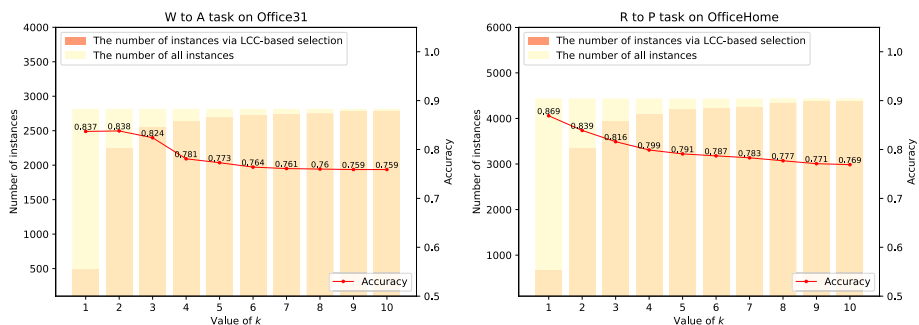 W to A task on Office31
The number of instances via LCC-based selection
The number of all instances
4000
3500
3000
2500
2000
1500
1000
500
Number of instances
1.0
0.9
0.8
0.7
0.6
0.5
Accuracy
0.837
0.838
0.824
0.781
0.773
0.764
0.761
0.76
0.759
0.759
Accuracy
1 2 3 4 5 6 7 8 9 10
Value of k
R to P task on OfficeHome
The number of instances via LCC-based selection
The number of all instances
6000
5000
4000
3000
2000
1000
Number of instances
1.0
0.9
0.8
0.7
0.6
0.5
Accuracy
0.869
0.839
0.816
0.799
0.791
0.787
0.783
0.777
0.771
0.769
Accuracy
1 2 3 4 5 6 7 8 9 10
Value of k